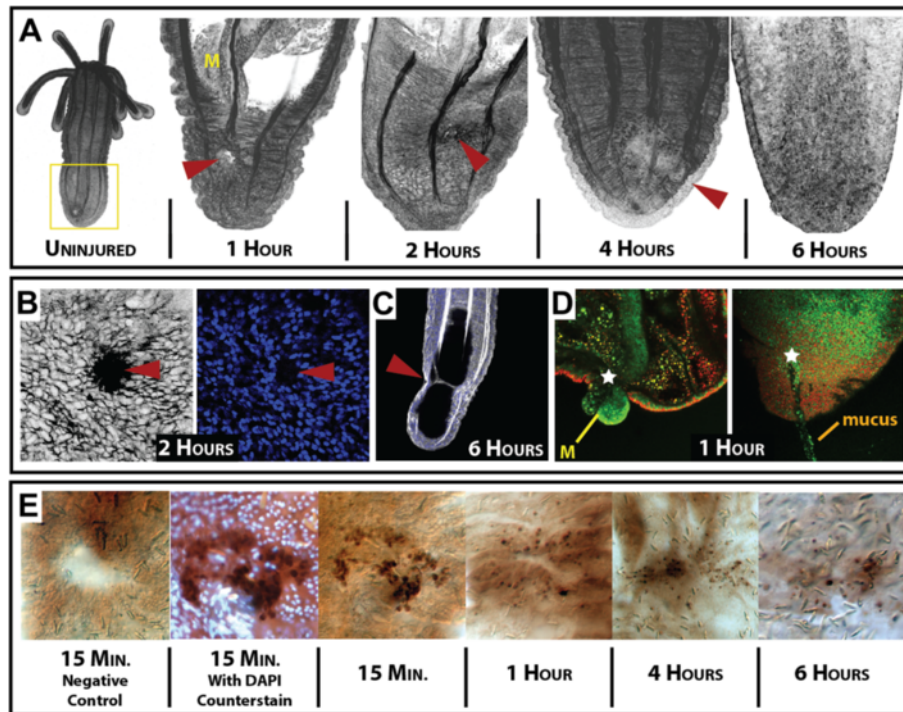 A
M
UNINJURED
1 HOUR
2 HOURS
4 HOURS
6 HOURS
B
2 HOURS
C
6 HOURS
D
M
mucus
1 HOUR
E
15 MIN.
Negative
Control
15 MIN.
With DAPI
Counterstain
15 MIN.
1 HOUR
4 HOURS
6 HOURS